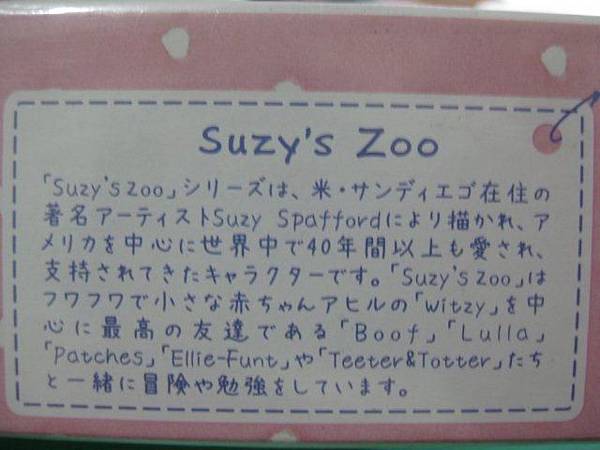 Suzy's Zoo
「Suzy's Zoo」シリーズは、米・サンディエゴ在住の
著名アーティストSuzy Spaffordにより描かれ、ア
メリカを中心に世界中で40年間以上も愛され、
支持されてきたキャラクターです。「Suzy's Zoo」は
フワフワで小さな赤ちゃんアヒルの「Witzy」を中
心に最高の友達である「Boof」「Lulla」
「Patches」「Ellie-Funt」や「Teeter&Totter」たち
と一緒に冒険や勉強をしています。